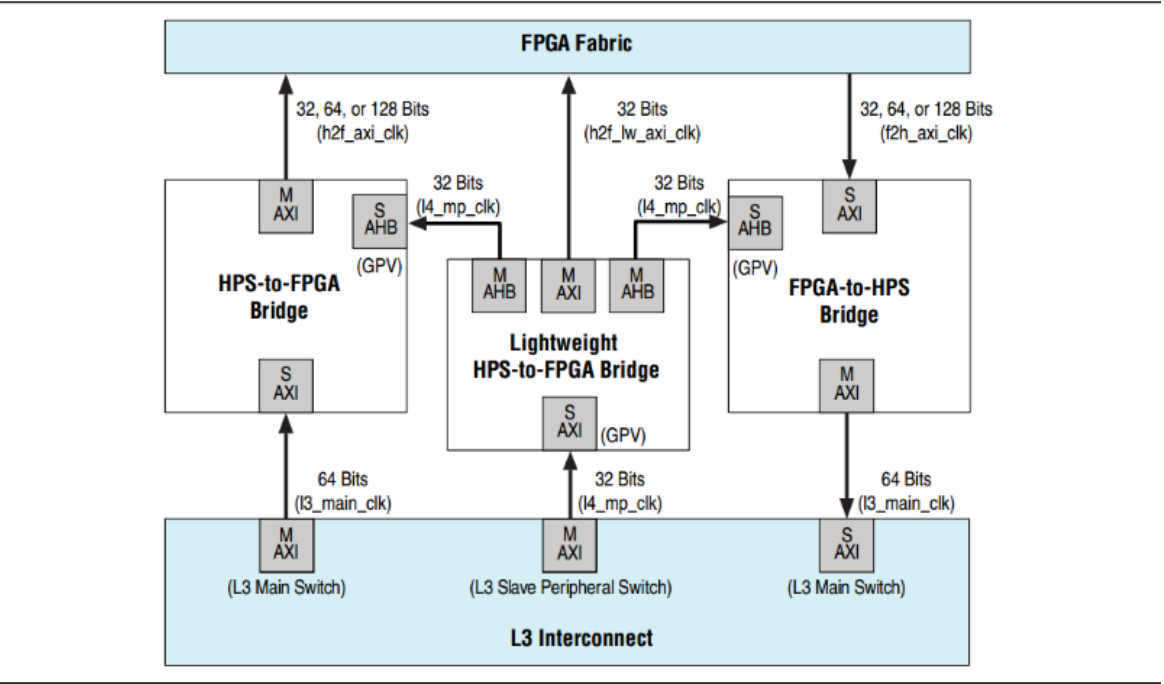 FPGA Fabric
32, 64, or 128 Bits
(h2f_axi_clk)
32 Bits
(h2f_lw_axi_clk)
32, 64, or 128 Bits
(f2h_axi_clk)
M
AXI
S
AHB
(GPV)
HPS-to-FPGA
Bridge
S
AXI
32 Bits
(l4_mp_clk)
32 Bits
(l4_mp_clk)
M
AHB
M
AXI
M
AHB
Lightweight
HPS-to-FPGA Bridge
S
AXI
(GPV)
S
AHB
(GPV)
S
AXI
FPGA-to-HPS
Bridge
M
AXI
64 Bits
(l3_main_clk)
32 Bits
(l4_mp_clk)
64 Bits
(l3_main_clk)
M
AXI
(L3 Main Switch)
M
AXI
(L3 Slave Peripheral Switch)
S
AXI
(L3 Main Switch)
L3 Interconnect